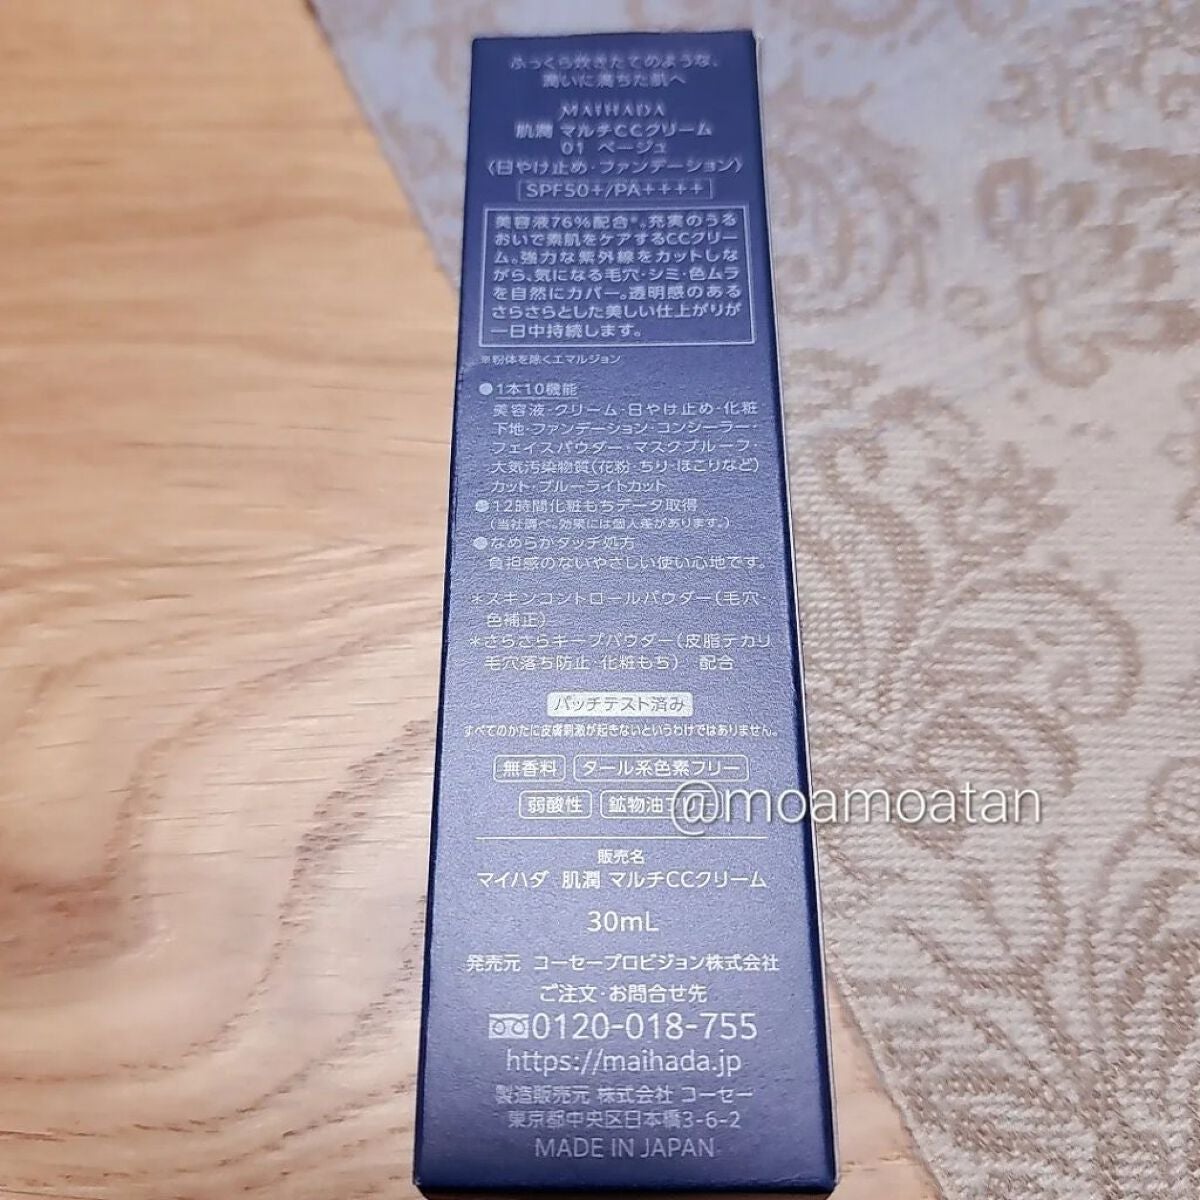 ふっくら炊きたてのような、
潤いに満ちた肌へ
MAIHADA
肌潤 マルチCCクリーム
01 ベージュ
〈日やけ止め・ファンデーション〉
SPF50+/PA++++
美容液76%配合※。充実のうる
おいで素肌をケアするCCクリー
ム。強力な紫外線をカットしな
がら、気になる毛穴・シミ・色ムラ
を自然にカバー。透明感のある
さらさらとした美しい仕上がりが
一日中持続します。
※粉体を除くエマルジョン
●1本10機能
美容液・クリーム・日やけ止め・化粧
下地・ファンデーション・コンシーラー・
フェイスパウダー・マスクプルーフ・
大気汚染物質(花粉・ちり・ほこりなど)
カット・ブルーライトカット
●12時間化粧もちデータ取得
(当社調べ。効果には個人差があります。)
●なめらかタッチ処方
負担感のないやさしい使い心地です。
*スキンコントロールパウダー(毛穴・
色補正)
*さらさらキープパウダー(皮脂テカリ
毛穴落ち防止・化粧もち) 配合
パッチテスト済み
すべてのかたに皮膚刺激が起きないというわけではありません。
無香料 タール系色素フリー
弱酸性 鉱物油フリー
@moamoatan
販売名
マイハダ 肌潤 マルチCCクリーム
30mL
発売元 コーセープロビジョン株式会社
ご注文・お問合せ先
0120-018-755
https://maihada.jp
製造販売元 株式会社 コーセー
東京都中央区日本橋3-6-2
MADE IN JAPAN